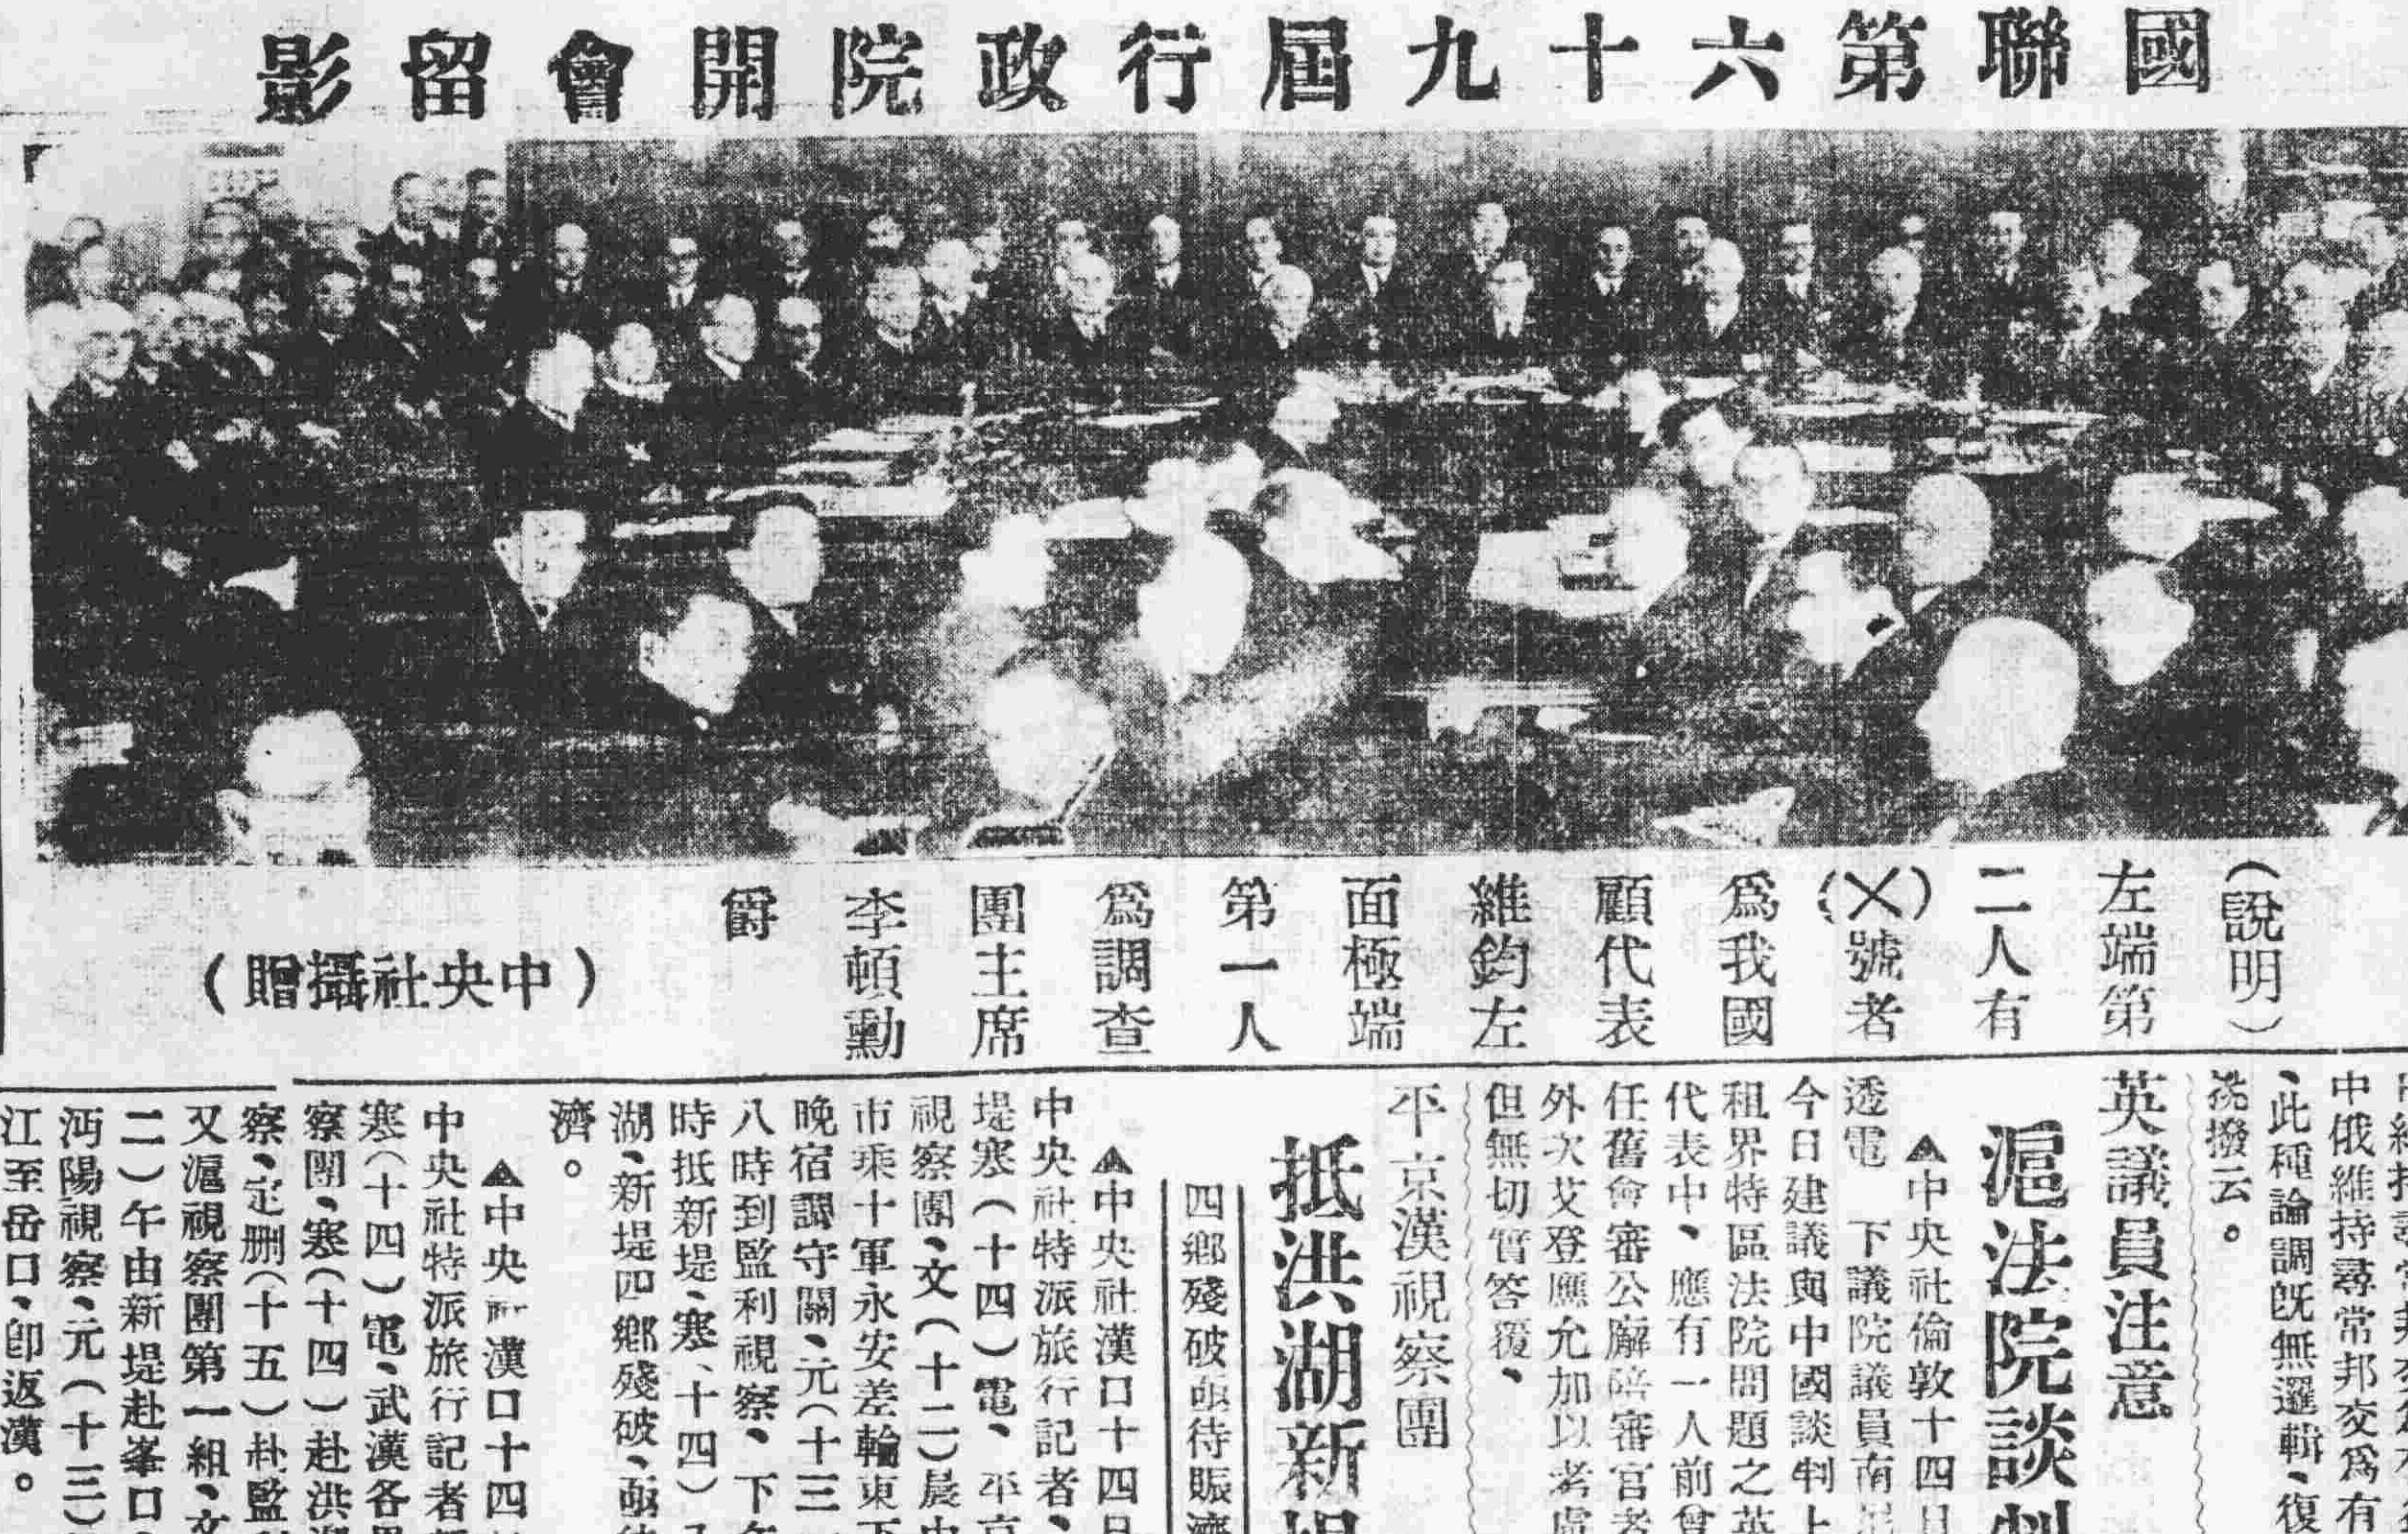 國聯第六十九屆行政院開會留影
(說明)
左端第
二人有
(×)號者
爲我國
顧代表
維鈞左
面極端
第一人
爲調查
團主席
李頓勳
爵
(中央社攝贈)
中俄維持尋常邦交爲有
、此種論調旣無邏輯、復
撥云。
英議員注意
滬法院談判
▲中央社倫敦十四日
透電　下議院議員南
今日建議與中國談判上
租界特區法院問題之英
代表中、應有一人前曾
任舊會審公廨陪審官者
外次艾登應允加以考慮
但無切實答覆、
平京漢視察團
抵洪湖新堤
四鄉殘破亟待賑濟
▲中央社漢口十四日
中央社特派旅行記者、
堤寒(十四)電、平京
視察團、文(十二)晨由
市乘十軍永安差輪東下
晚宿調守關、元(十三
八時到監利視察、下午
時抵新堤、寒、十四)
湖、新堤四鄉殘破、亟待
濟。
▲中央社漢口十四
中央社特派旅行記者
寒(十四)電、武漢各界
察團、寒(十四)赴洪湖
察、定刪(十五)赴監利
又滬視察團第一組、文
二)午由新堤赴峯口
沔陽視察、元(十三)
江至岳口、卽返漢。